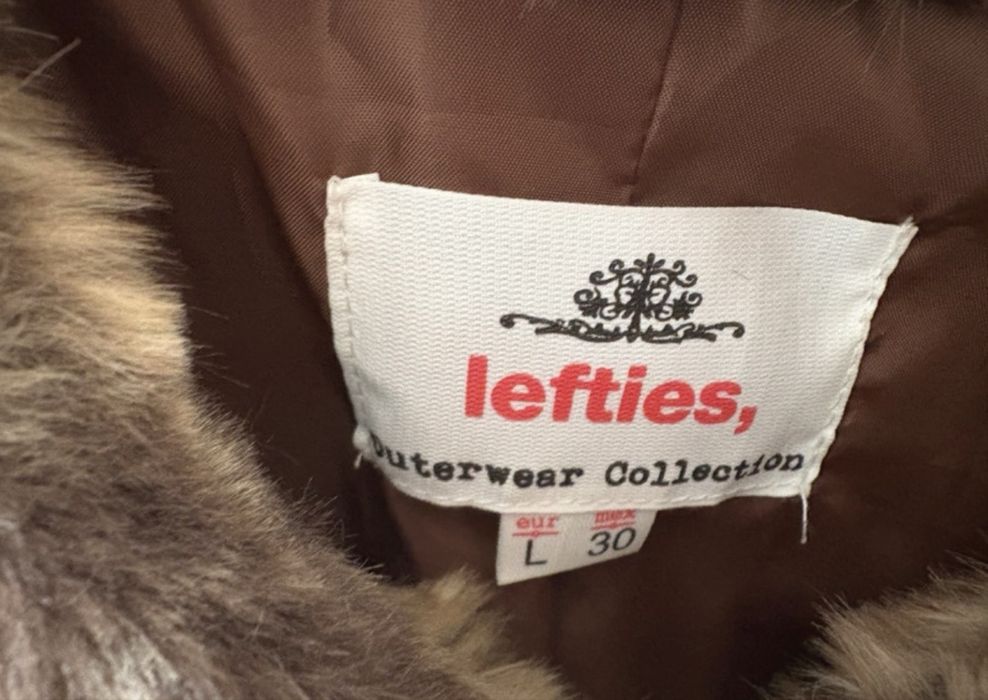 lefties,
Outerwear Collection
eur mex
L 30